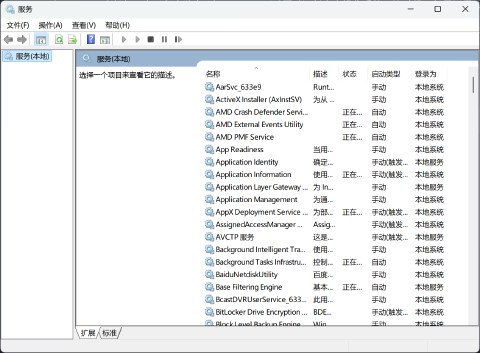 服务
文件(F) 操作(A) 查看(V) 帮助(H)
服务(本地)
服务(本地)
选择一个项目来查看它的描述。
名称 描述 状态 启动类型 登录为
AarSvc_633e9 Runt... 手动 本地系统
ActiveX Installer (AxInstSV) 为从 ... 手动 本地系统
AMD Crash Defender Servi... 正在... 自动 本地系统
AMD External Events Utility 正在... 自动 本地系统
AMD PMF Service 正在... 自动 本地系统
App Readiness 当用... 手动 本地系统
Application Identity 确定... 手动(触发... 本地服务
Application Information 使用... 正在... 手动(触发... 本地系统
Application Layer Gateway ... 为 In... 手动 本地服务
Application Management 为通... 手动 本地系统
AppX Deployment Service ... 为部... 正在... 手动(触发... 本地系统
AssignedAccessManager ... Assig... 手动(触发... 本地系统
AVCTP 服务 这是... 手动(触发... 本地服务
Background Intelligent Tra... 使用... 手动 本地系统
Background Tasks Infrastru... 控制... 正在... 自动 本地系统
BaiduNetdiskUtility 百度... 手动 本地系统
Base Filtering Engine 基本... 正在... 自动 本地服务
BcastDVRUserService_633... 此用... 手动 本地系统
BitLocker Drive Encryption ... BDE... 手动(触发... 本地系统
Block Level Backup Engine ... Win... 手动 本地系统
扩展 标准